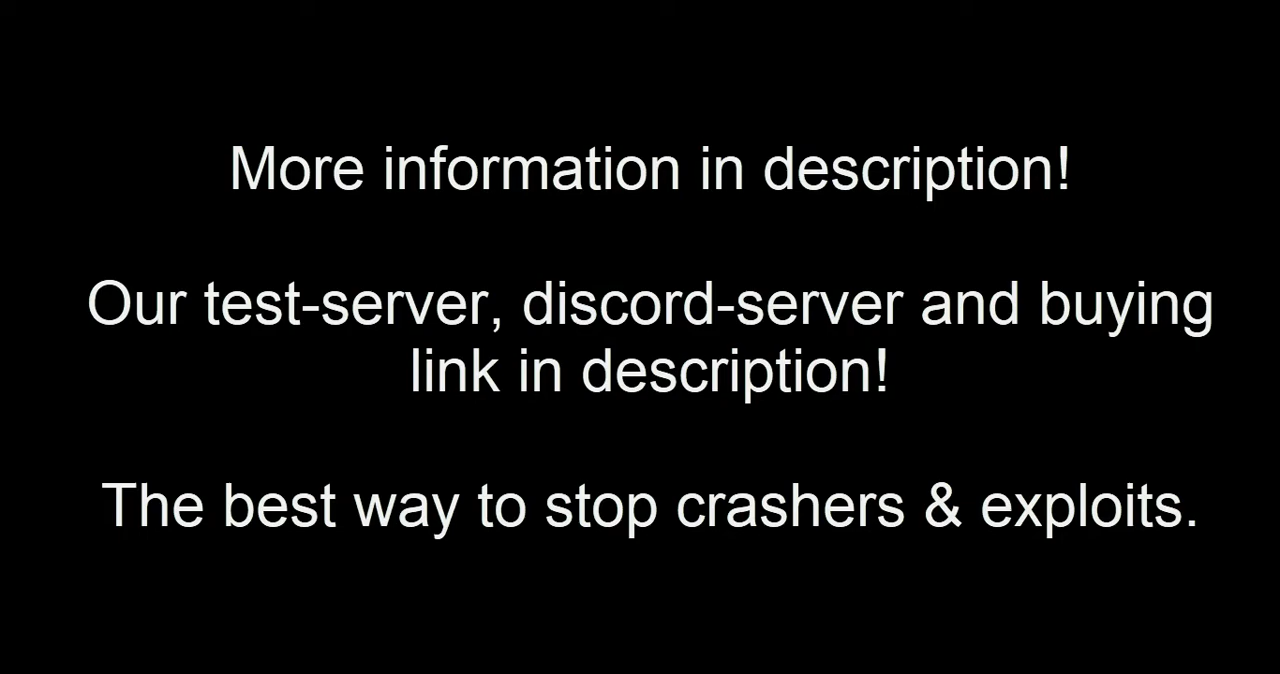 More information in description!
Our test-server, discord-server and buying
link in description!
The best way to stop crashers & exploits.